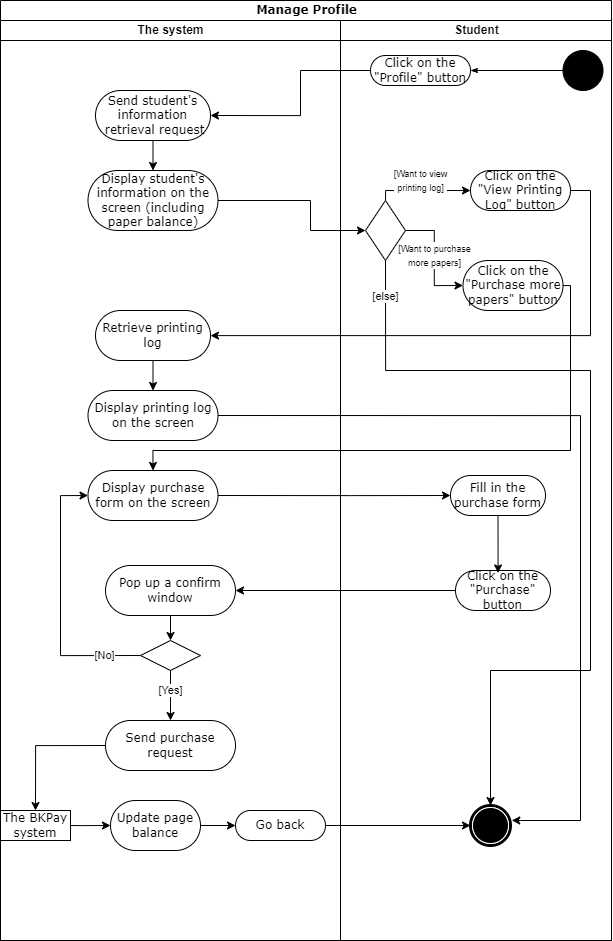 Manage Profile
The system
Student
Click on the
"Profile" button
Send student's
information
retrieval request
Display student's
information on the
screen (including
paper balance)
[Want to view
printing log]
Click on the
"View Printing
Log" button
[Want to purchase
more papers]
Click on the
"Purchase more
papers" button
[else]
Retrieve printing
log
Display printing log
on the screen
Display purchase
form on the screen
Fill in the
purchase form
Pop up a confirm
window
Click on the
"Purchase"
button
[No]
[Yes]
Send purchase
request
The BKPay
system
Update page
balance
Go back